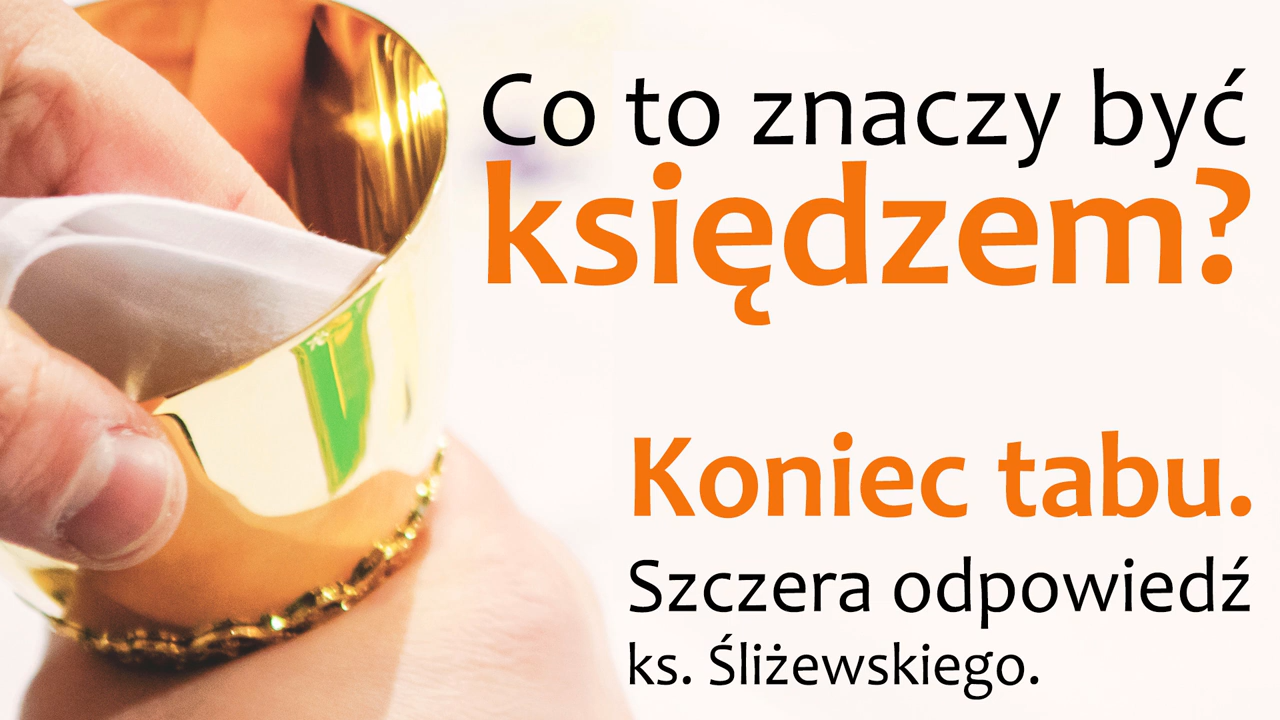 Co to znaczy być
księdzem?
Koniec tabu.
Szczera odpowiedź
ks. Śliżewskiego.